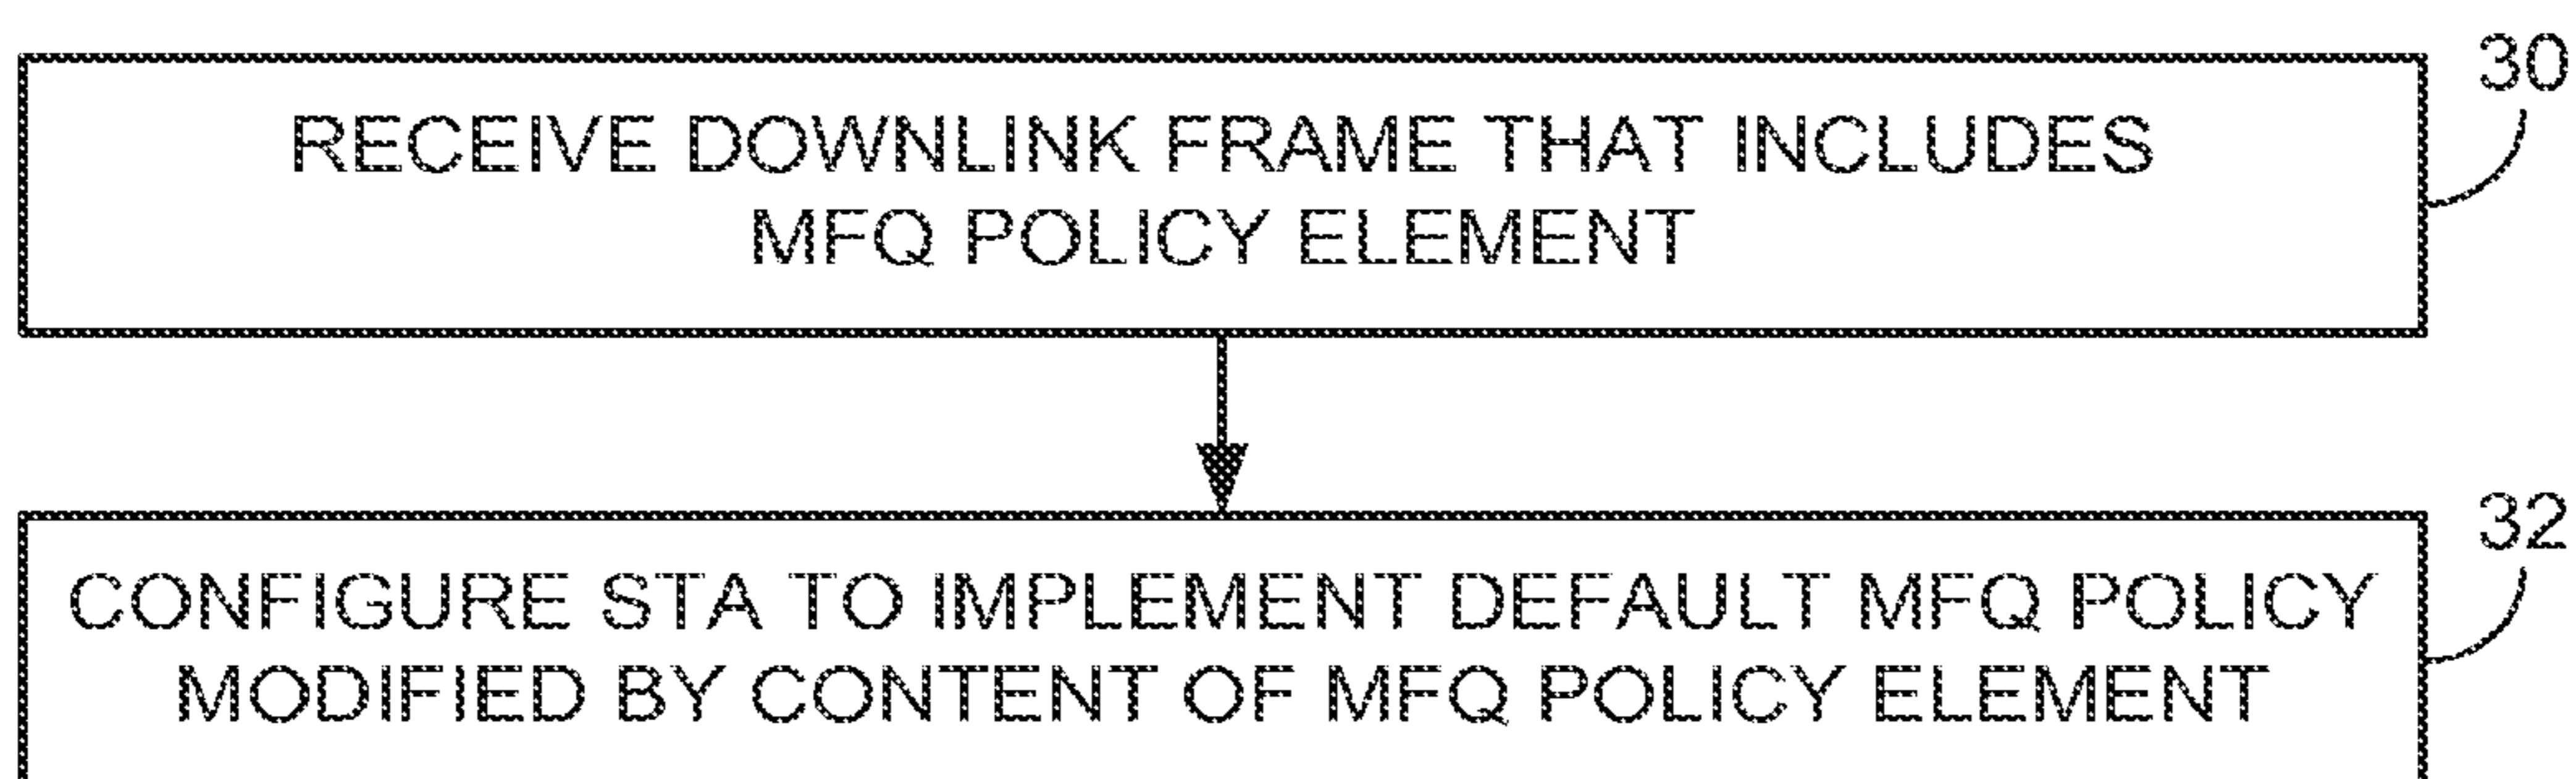 30
RECEIVE DOWNLINK FRAME THAT INCLUDES
MFQ POLICY ELEMENT
32
CONFIGURE STA TO IMPLEMENT DEFAULT MFQ POLICY
MODIFIED BY CONTENT OF MFQ POLICY ELEMENT